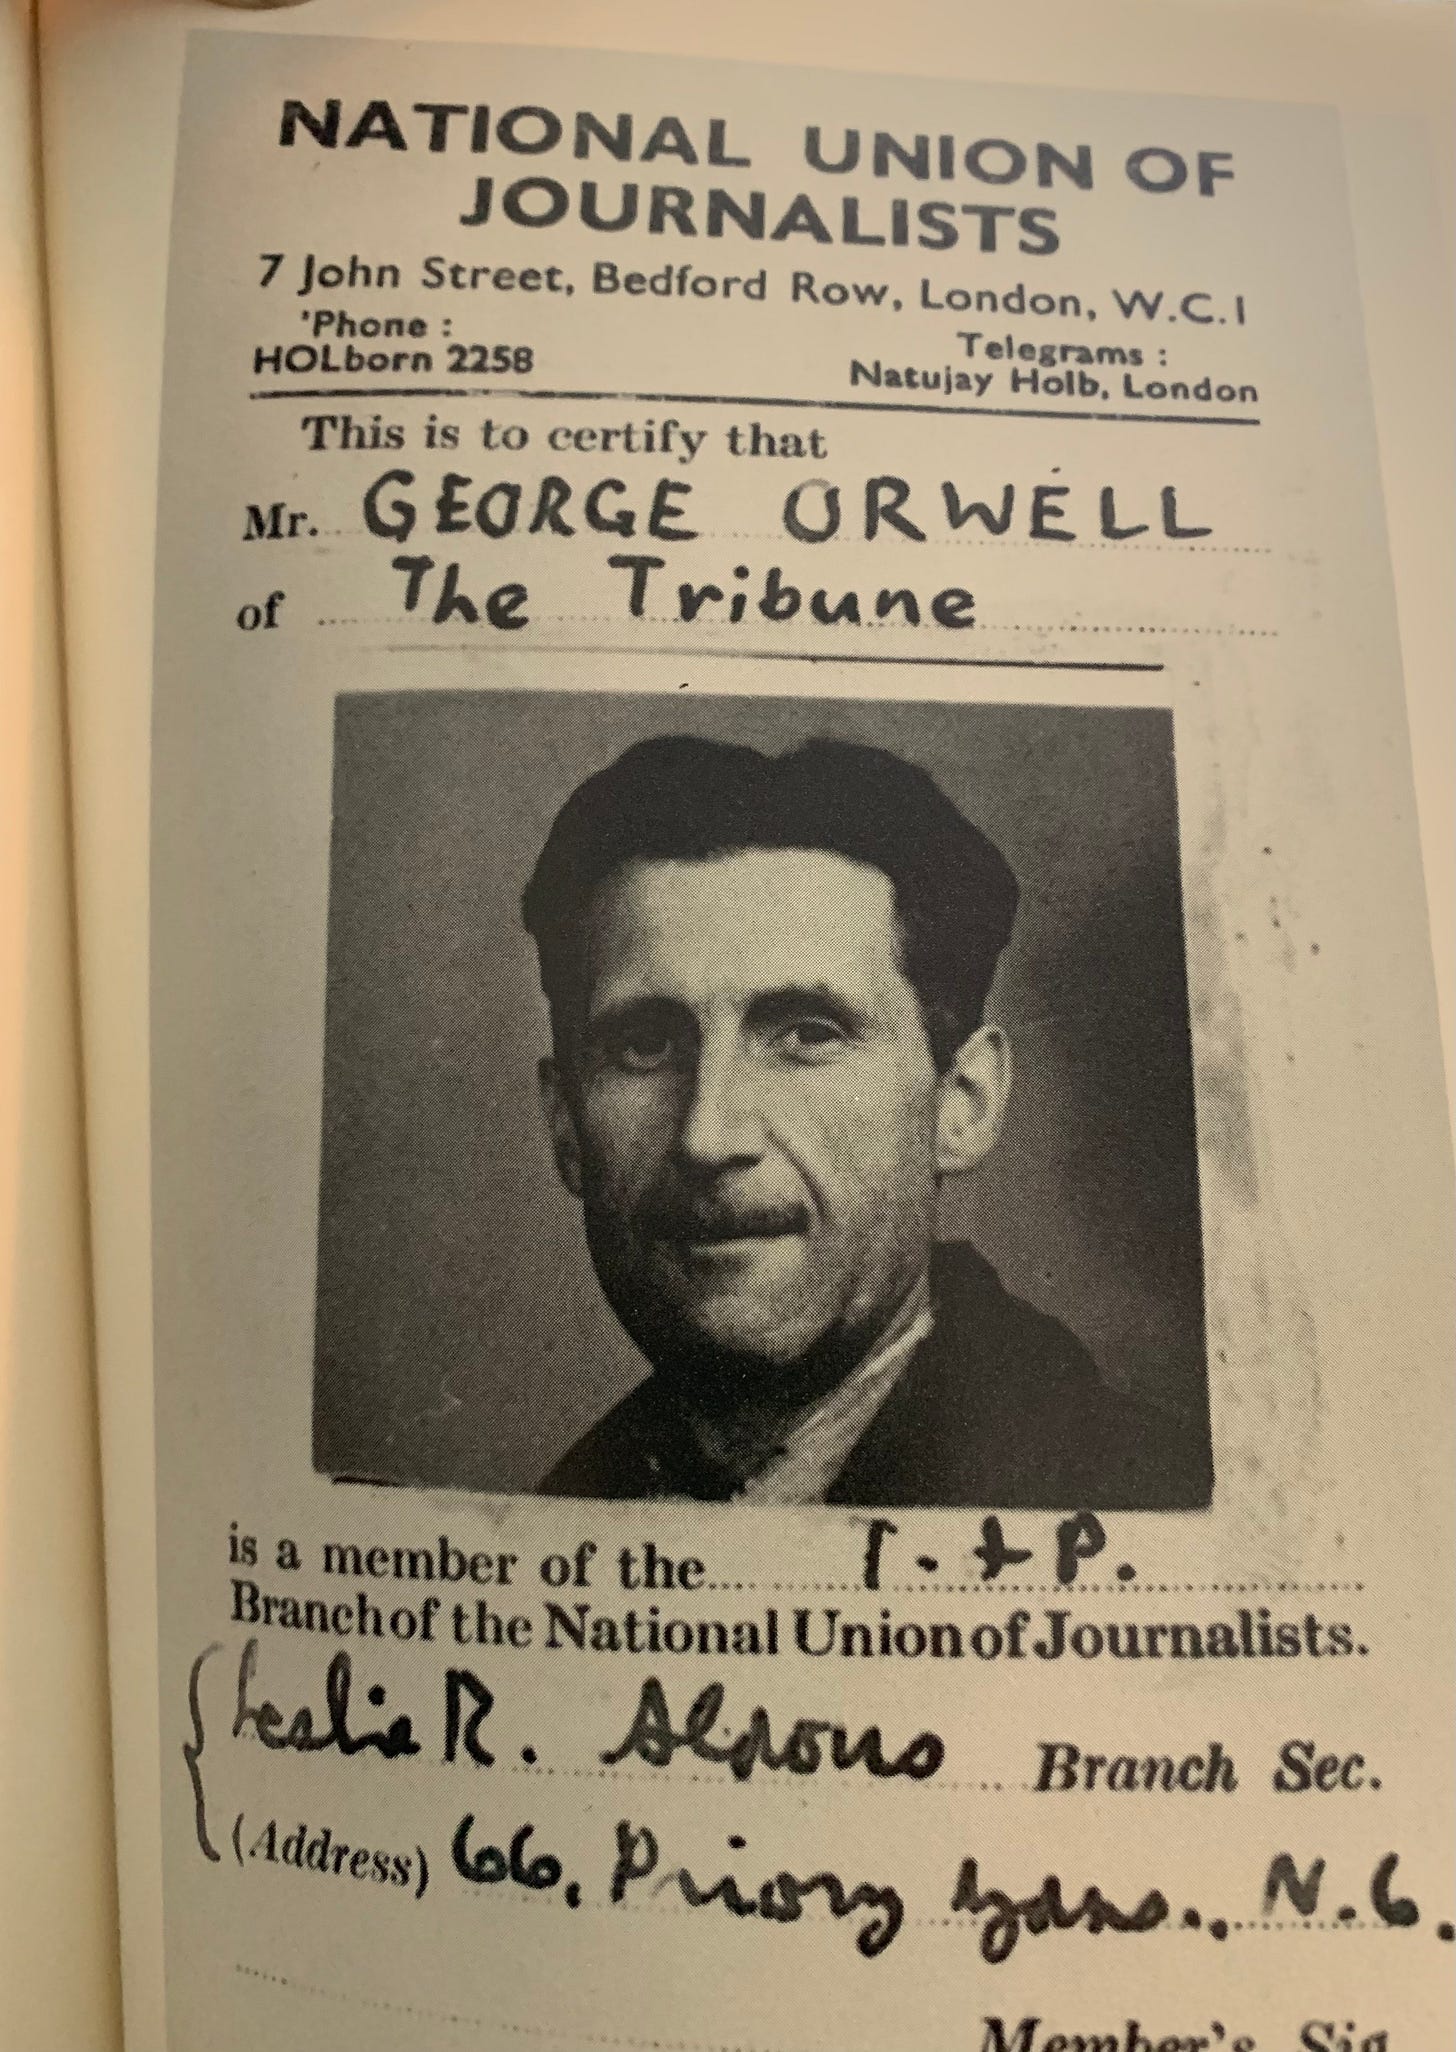 NATIONAL UNION OF
JOURNALISTS
7 John Street, Bedford Row, London, W.C.1
'Phone :
HOLborn 2258
Telegrams :
Natujay Holb, London
This is to certify that
Mr. GEORGE ORWELL
of The Tribune
is a member of the T. & P.
Branch of the National Union of Journalists.
Leslie R. Aldous Branch Sec.
(Address) 66, Priory Gdns., N.6.
Member's Sig